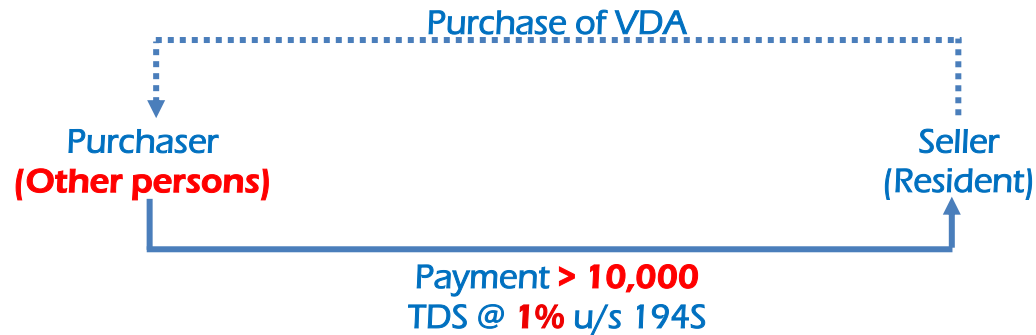 Purchase of VDA
Purchaser
(Other persons)
Seller
(Resident)
Payment > 10,000
TDS @ 1% u/s 194S